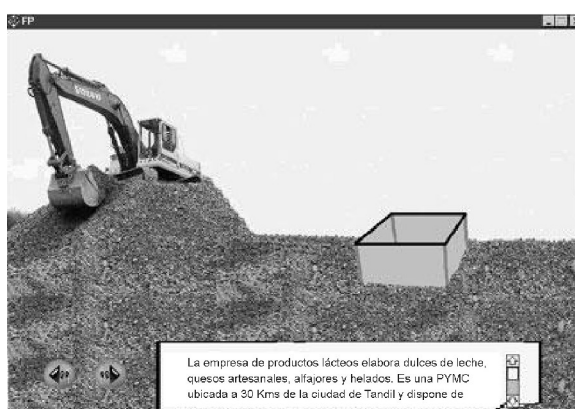 FP
La empresa de productos lácteos elabora dulces de leche,
quesos artesanales, alfajores y helados. Es una PYMC
ubicada a 30 Kms de la ciudad de Tandil y dispone de